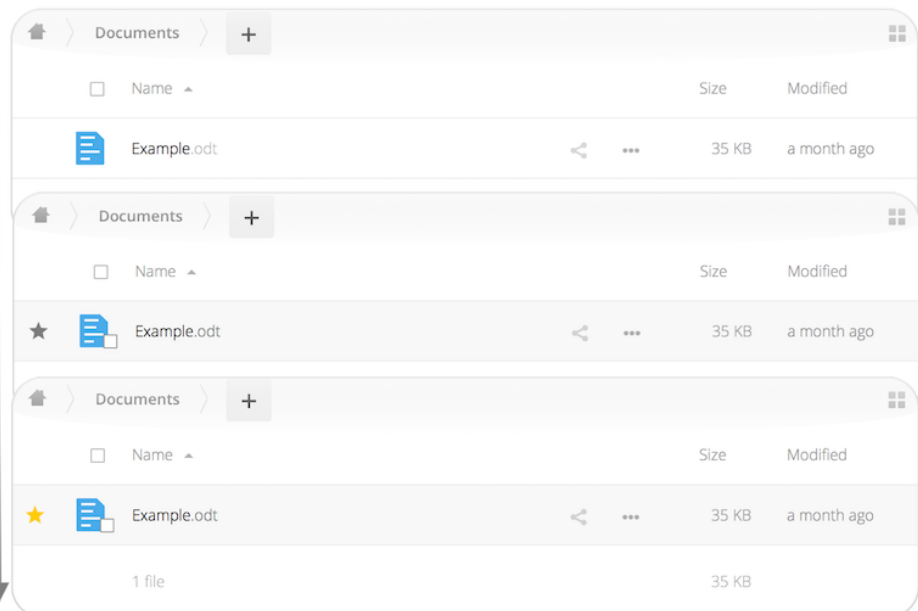 Documents +
Name Size Modified
Example.odt 35 KB a month ago
Documents +
Name Size Modified
Example.odt 35 KB a month ago
Documents +
Name Size Modified
Example.odt 35 KB a month ago
1 file 35 KB